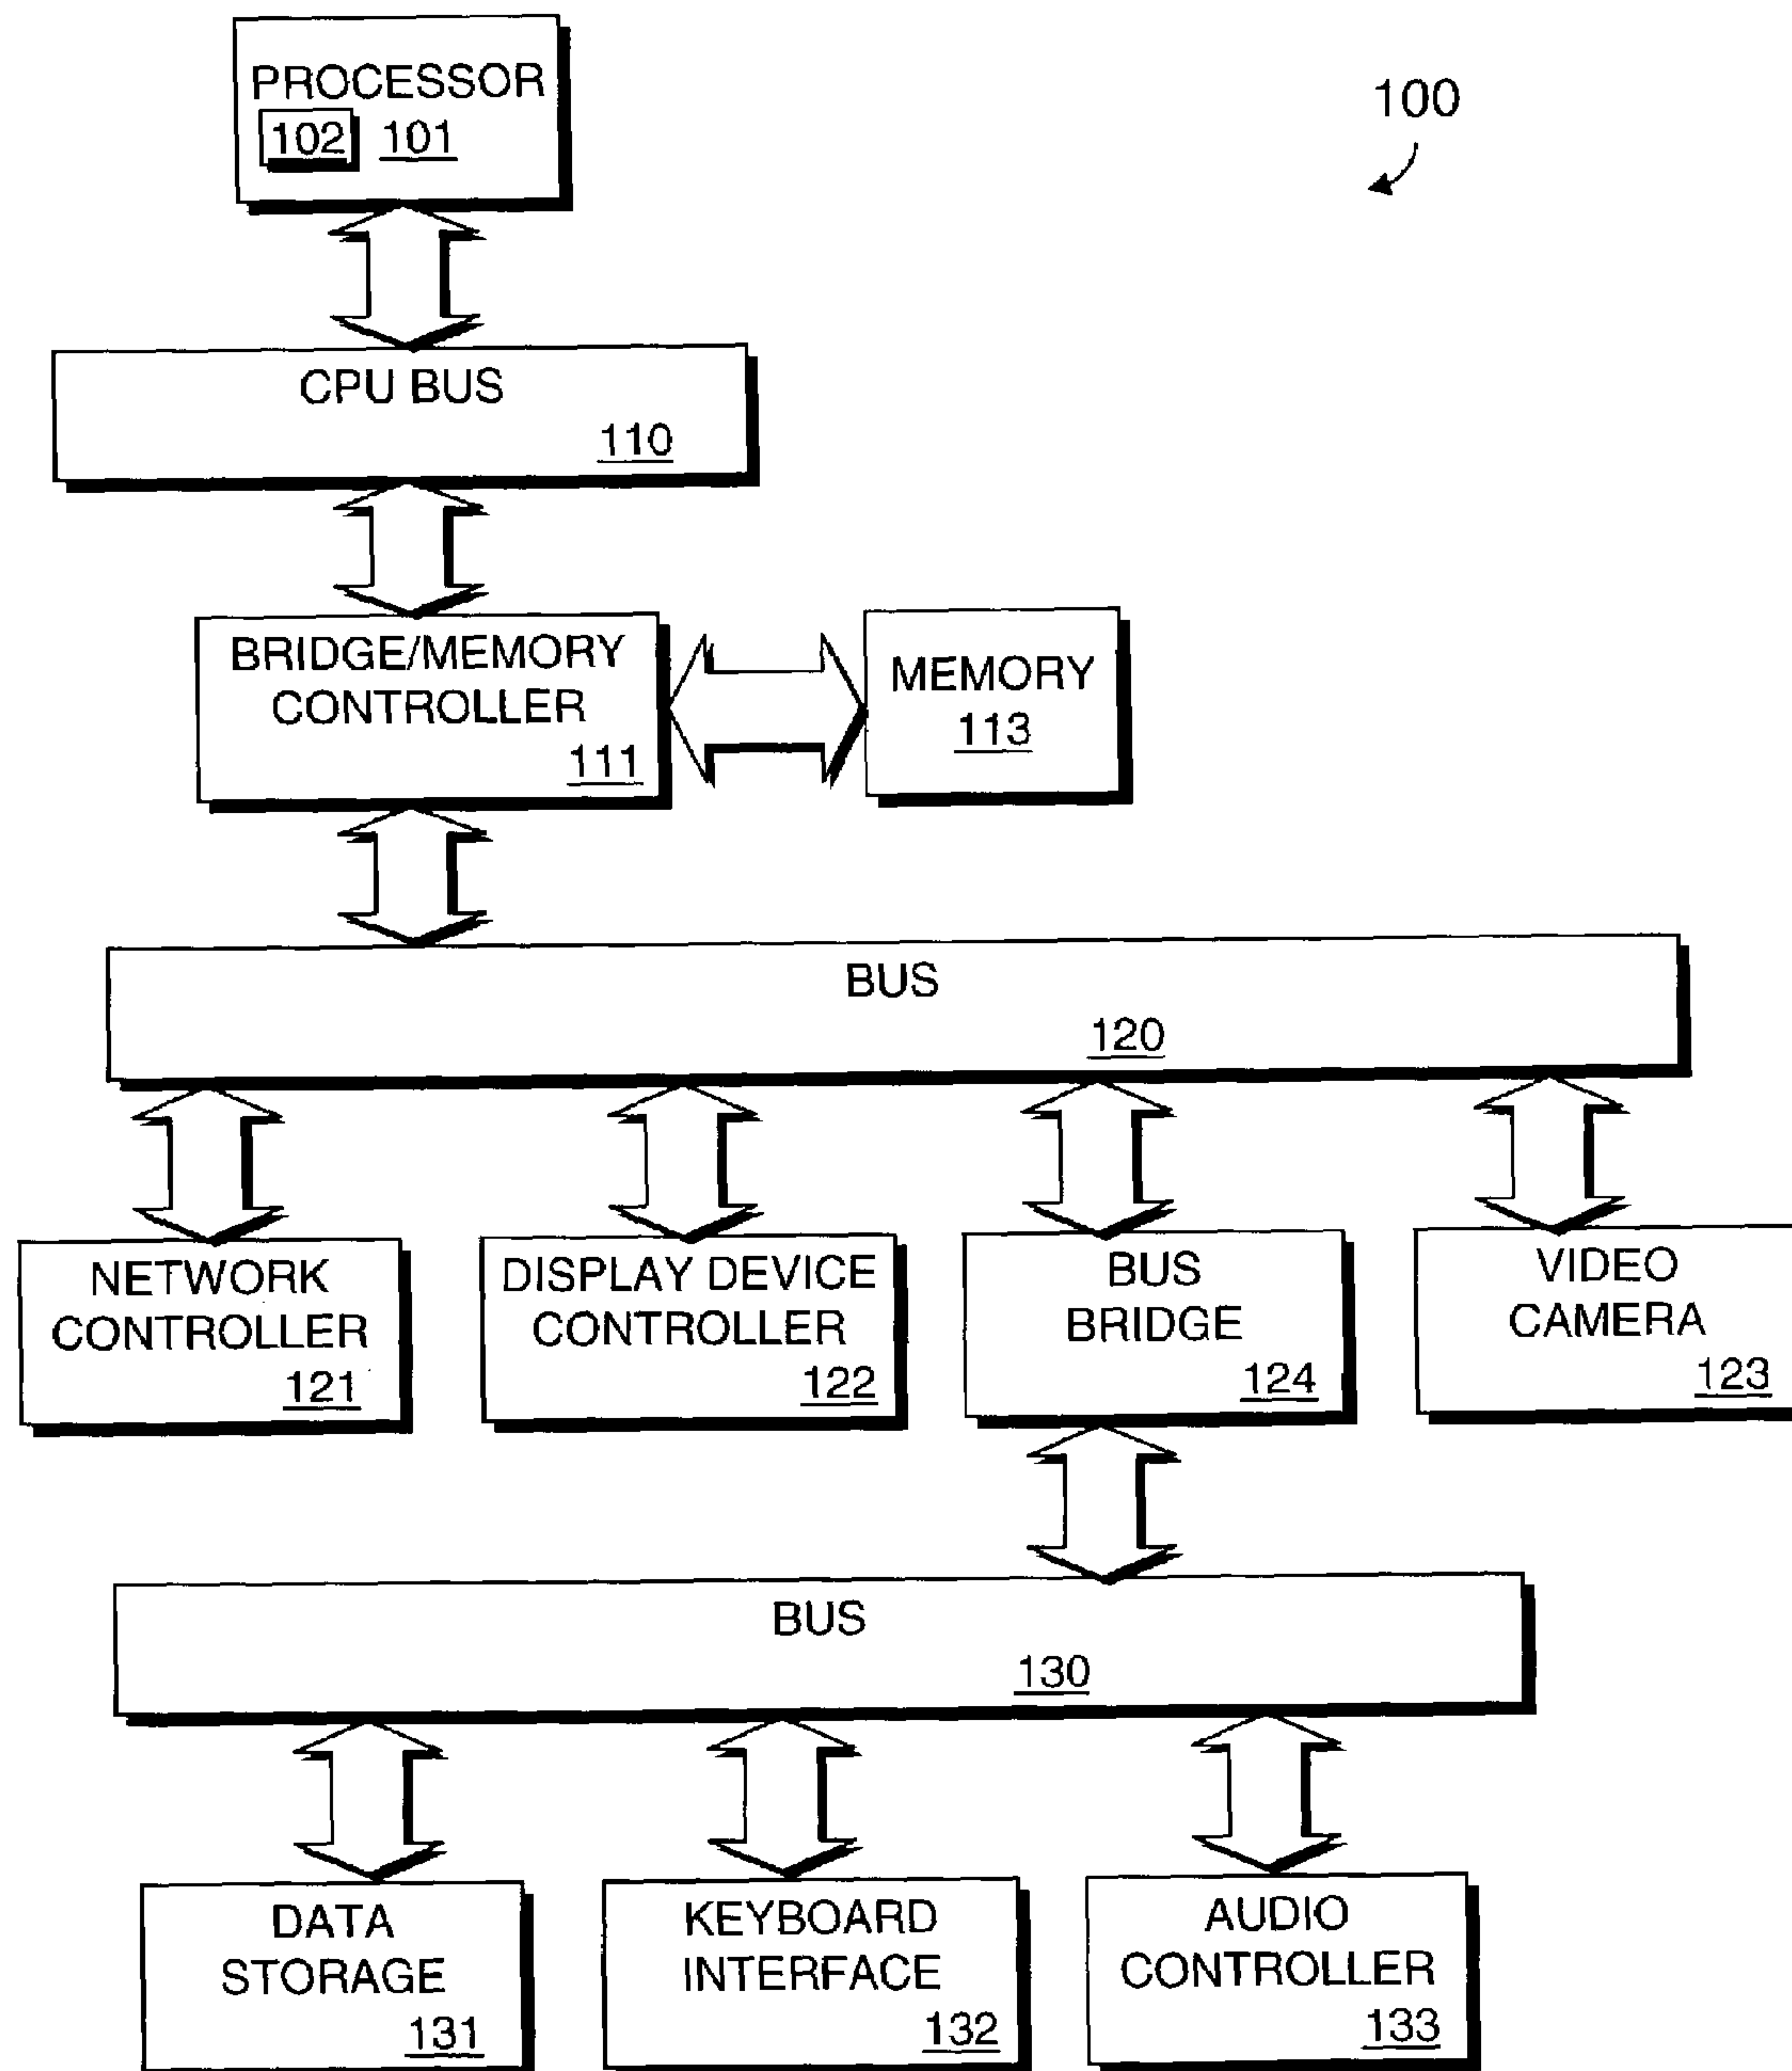 PROCESSOR
102 101
100
CPU BUS
110
BRIDGE/MEMORY
CONTROLLER
111
MEMORY
113
BUS
120
NETWORK
CONTROLLER
121
DISPLAY DEVICE
CONTROLLER
122
BUS
BRIDGE
124
VIDEO
CAMERA
123
BUS
130
DATA
STORAGE
131
KEYBOARD
INTERFACE
132
AUDIO
CONTROLLER
133